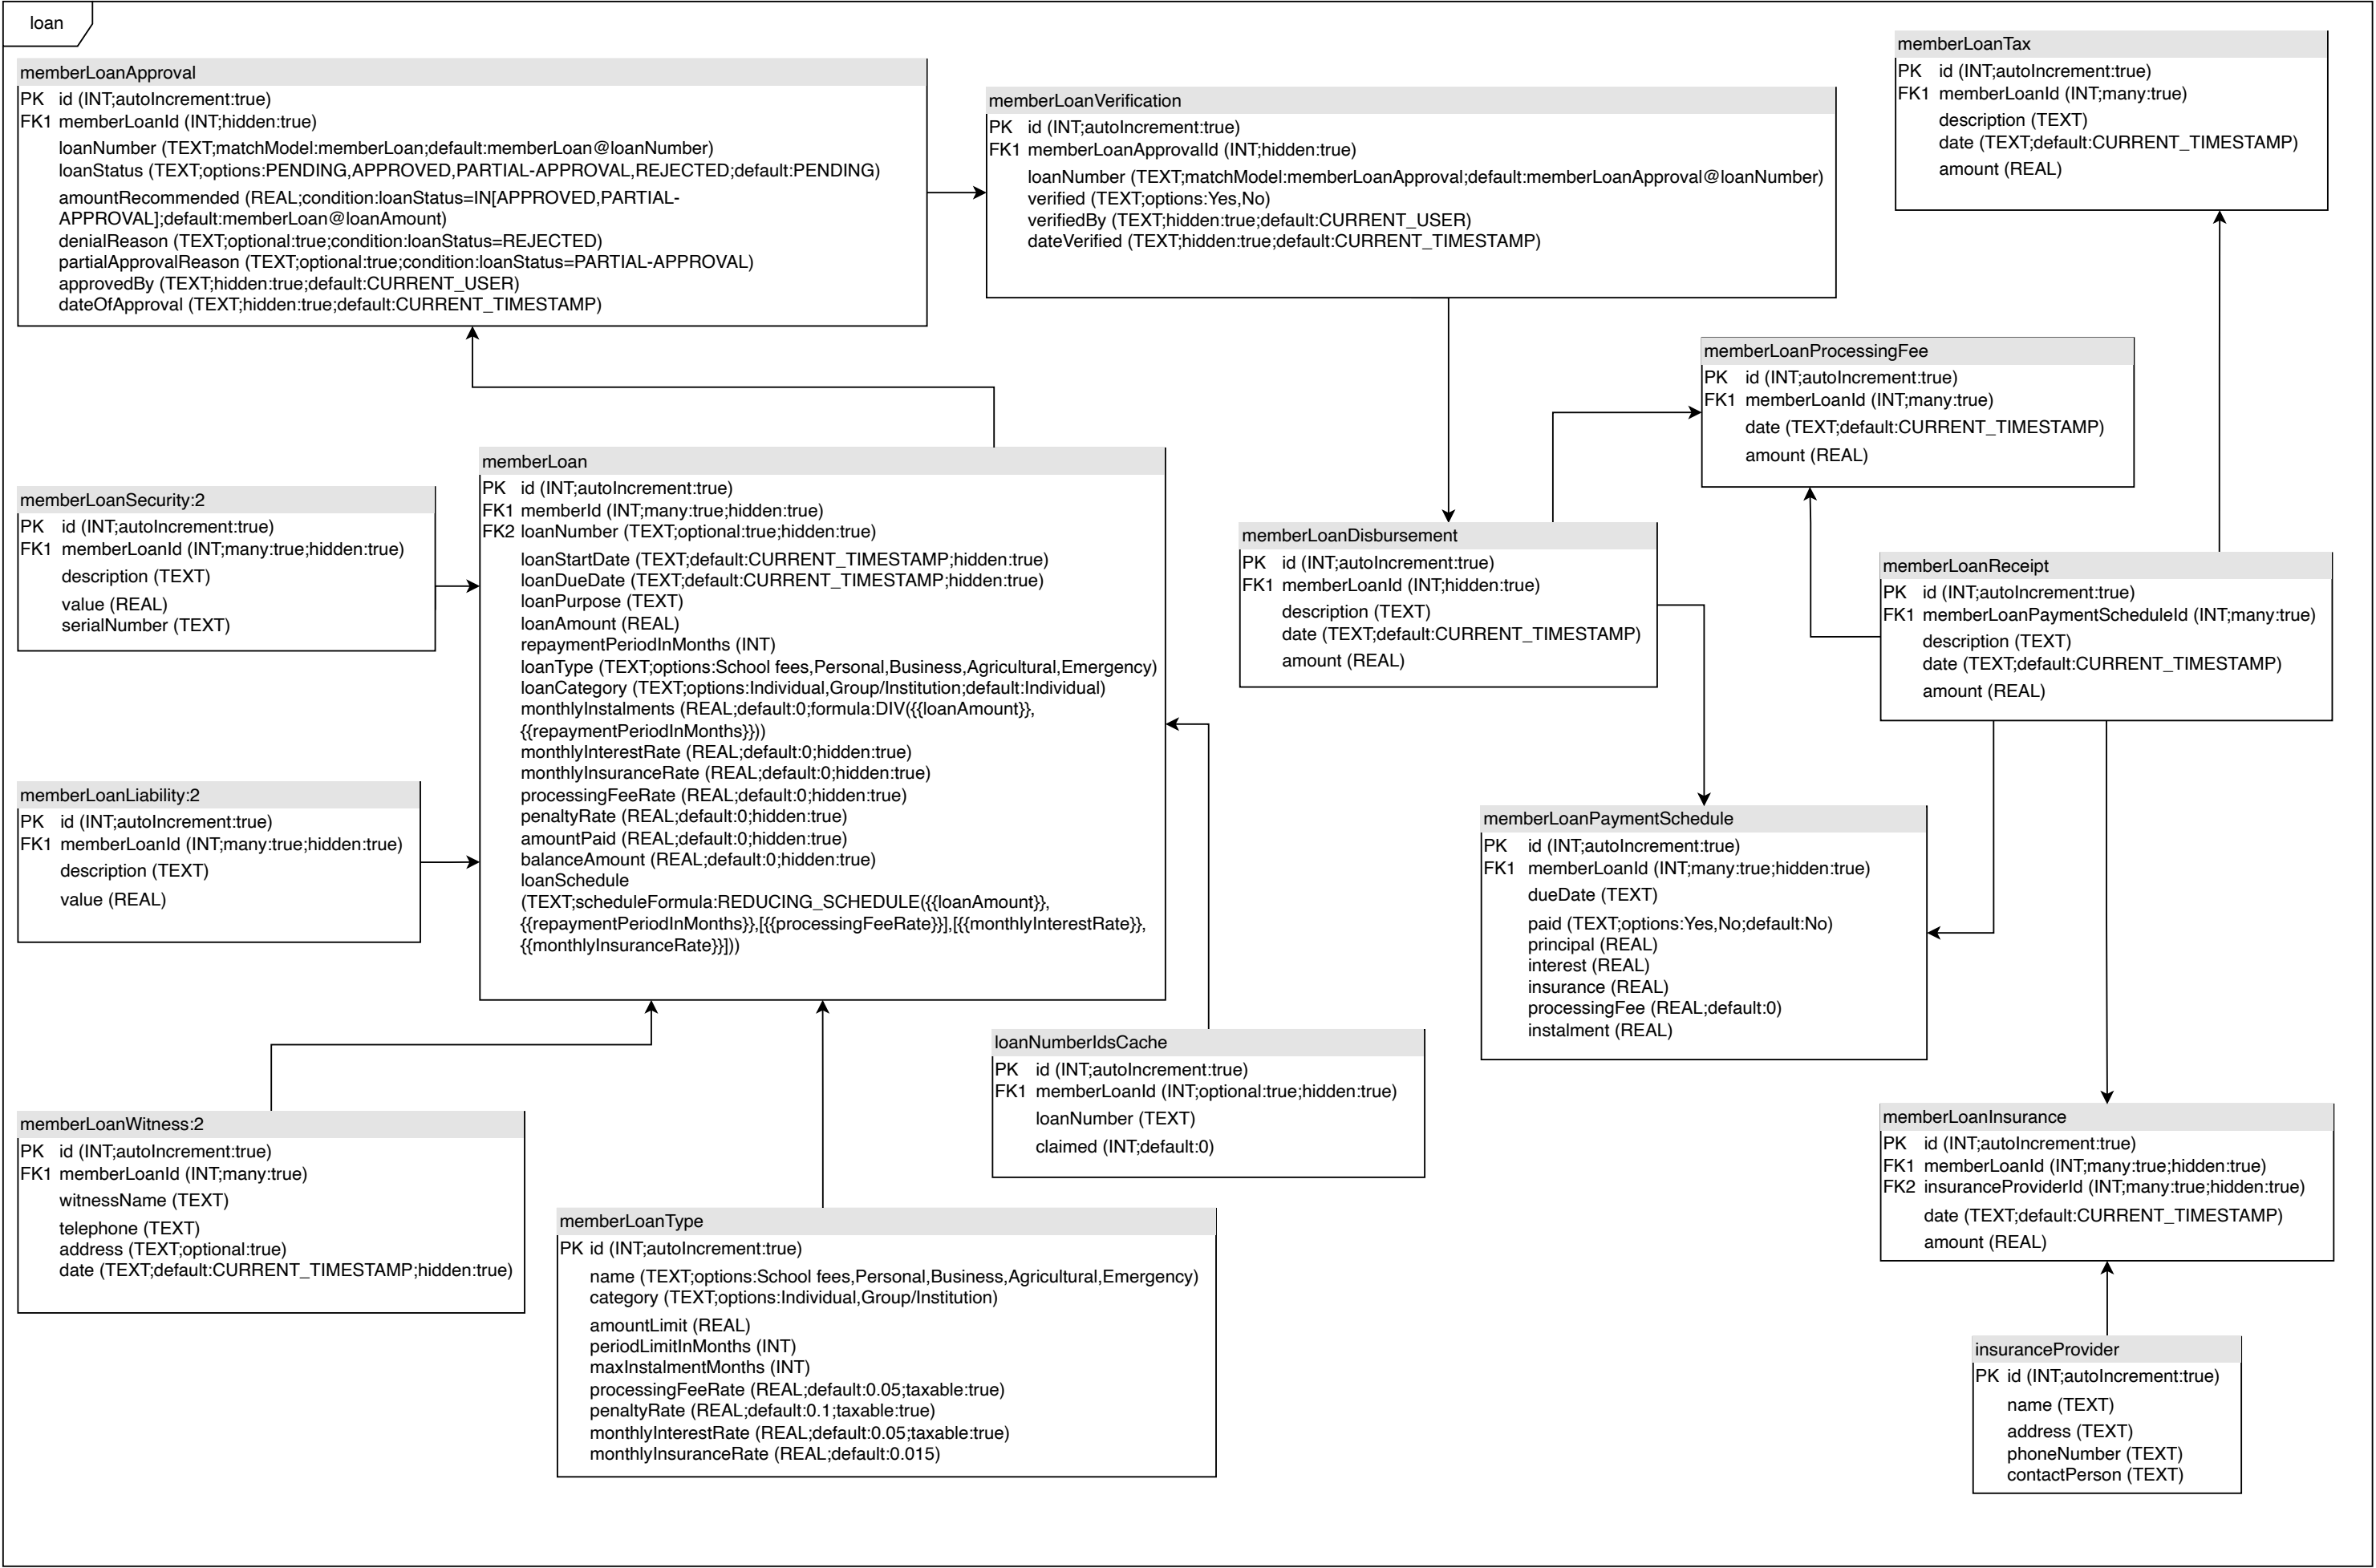 loan
memberLoanApproval
PK id (INT;autoIncrement:true)
FK1 memberLoanId (INT;hidden:true)
loanNumber (TEXT;matchModel:memberLoan;default:memberLoan@loanNumber)
loanStatus (TEXT;options:PENDING,APPROVED,PARTIAL-APPROVAL,REJECTED;default:PENDING)
amountRecommended (REAL;condition:loanStatus=IN[APPROVED,PARTIAL-
APPROVAL];default:memberLoan@loanAmount)
denialReason (TEXT;optional:true;condition:loanStatus=REJECTED)
partialApprovalReason (TEXT;optional:true;condition:loanStatus=PARTIAL-APPROVAL)
approvedBy (TEXT;hidden:true;default:CURRENT_USER)
dateOfApproval (TEXT;hidden:true;default:CURRENT_TIMESTAMP)
memberLoanVerification
PK id (INT;autoIncrement:true)
FK1 memberLoanApprovalId (INT;hidden:true)
loanNumber (TEXT;matchModel:memberLoanApproval;default:memberLoanApproval@loanNumber)
verified (TEXT;options:Yes,No)
verifiedBy (TEXT;hidden:true;default:CURRENT_USER)
dateVerified (TEXT;hidden:true;default:CURRENT_TIMESTAMP)
memberLoanTax
PK id (INT;autoIncrement:true)
FK1 memberLoanId (INT;many:true)
description (TEXT)
date (TEXT;default:CURRENT_TIMESTAMP)
amount (REAL)
memberLoanProcessingFee
PK id (INT;autoIncrement:true)
FK1 memberLoanId (INT;many:true)
date (TEXT;default:CURRENT_TIMESTAMP)
amount (REAL)
memberLoanSecurity:2
PK id (INT;autoIncrement:true)
FK1 memberLoanId (INT;many:true;hidden:true)
description (TEXT)
value (REAL)
serialNumber (TEXT)
memberLoan
PK id (INT;autoIncrement:true)
FK1 memberId (INT;many:true;hidden:true)
FK2 loanNumber (TEXT;optional:true;hidden:true)
loanStartDate (TEXT;default:CURRENT_TIMESTAMP;hidden:true)
loanDueDate (TEXT;default:CURRENT_TIMESTAMP;hidden:true)
loanPurpose (TEXT)
loanAmount (REAL)
repaymentPeriodInMonths (INT)
loanType (TEXT;options:School fees,Personal,Business,Agricultural,Emergency)
loanCategory (TEXT;options:Individual,Group/Institution;default:Individual)
monthlyInstalments (REAL;default:0;formula:DIV({{loanAmount}},
{{repaymentPeriodInMonths}}))
monthlyInterestRate (REAL;default:0;hidden:true)
monthlyInsuranceRate (REAL;default:0;hidden:true)
processingFeeRate (REAL;default:0;hidden:true)
penaltyRate (REAL;default:0;hidden:true)
amountPaid (REAL;default:0;hidden:true)
balanceAmount (REAL;default:0;hidden:true)
loanSchedule
(TEXT;scheduleFormula:REDUCING_SCHEDULE({{loanAmount}},
{{repaymentPeriodInMonths}},[{{processingFeeRate}}],[{{monthlyInterestRate}},
{{monthlyInsuranceRate}}]))
memberLoanDisbursement
PK id (INT;autoIncrement:true)
FK1 memberLoanId (INT;hidden:true)
description (TEXT)
date (TEXT;default:CURRENT_TIMESTAMP)
amount (REAL)
memberLoanReceipt
PK id (INT;autoIncrement:true)
FK1 memberLoanPaymentScheduleId (INT;many:true)
description (TEXT)
date (TEXT;default:CURRENT_TIMESTAMP)
amount (REAL)
memberLoanLiability:2
PK id (INT;autoIncrement:true)
FK1 memberLoanId (INT;many:true;hidden:true)
description (TEXT)
value (REAL)
memberLoanPaymentSchedule
PK id (INT;autoIncrement:true)
FK1 memberLoanId (INT;many:true;hidden:true)
dueDate (TEXT)
paid (TEXT;options:Yes,No;default:No)
principal (REAL)
interest (REAL)
insurance (REAL)
processingFee (REAL;default:0)
instalment (REAL)
loanNumberIdsCache
PK id (INT;autoIncrement:true)
FK1 memberLoanId (INT;optional:true;hidden:true)
loanNumber (TEXT)
claimed (INT;default:0)
memberLoanWitness:2
PK id (INT;autoIncrement:true)
FK1 memberLoanId (INT;many:true)
witnessName (TEXT)
telephone (TEXT)
address (TEXT;optional:true)
date (TEXT;default:CURRENT_TIMESTAMP;hidden:true)
memberLoanType
PK id (INT;autoIncrement:true)
name (TEXT;options:School fees,Personal,Business,Agricultural,Emergency)
category (TEXT;options:Individual,Group/Institution)
amountLimit (REAL)
periodLimitInMonths (INT)
maxInstalmentMonths (INT)
processingFeeRate (REAL;default:0.05;taxable:true)
penaltyRate (REAL;default:0.1;taxable:true)
monthlyInterestRate (REAL;default:0.05;taxable:true)
monthlyInsuranceRate (REAL;default:0.015)
memberLoanInsurance
PK id (INT;autoIncrement:true)
FK1 memberLoanId (INT;many:true;hidden:true)
FK2 insuranceProviderId (INT;many:true;hidden:true)
date (TEXT;default:CURRENT_TIMESTAMP)
amount (REAL)
insuranceProvider
PK id (INT;autoIncrement:true)
name (TEXT)
address (TEXT)
phoneNumber (TEXT)
contactPerson (TEXT)